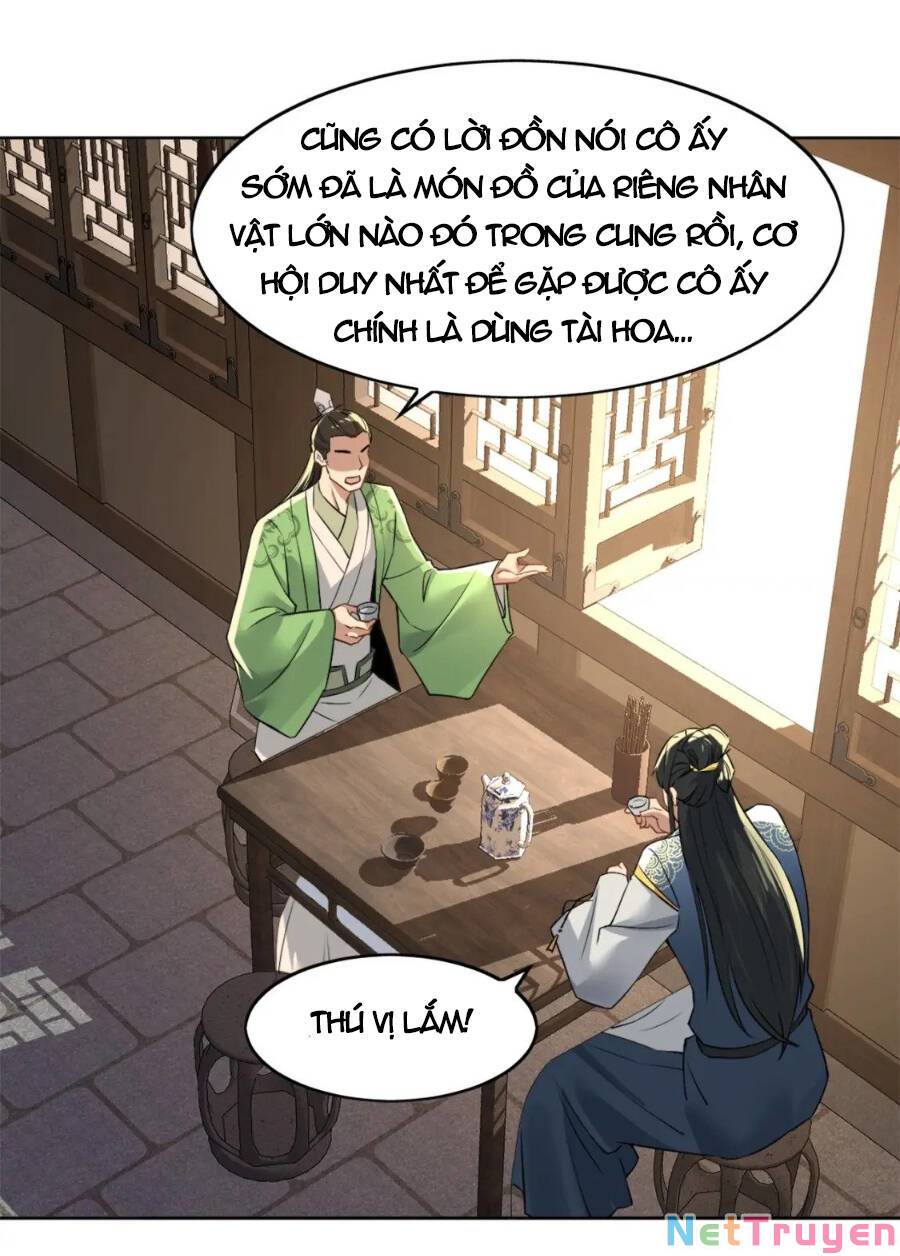 CŨNG CÓ LỜI ĐỒN NÓI CÔ ẤY
SỚM ĐÃ LÀ MÓN ĐỒ CỦA RIÊNG NHÂN
VẬT LỚN NÀO ĐÓ TRONG CUNG RỒI, CƠ
HỘI DUY NHẤT ĐỂ GẶP ĐƯỢC CÔ ẤY
CHÍNH LÀ DÙNG TÀI HOA...
THÚ VỊ LẮM!
NetTruyen